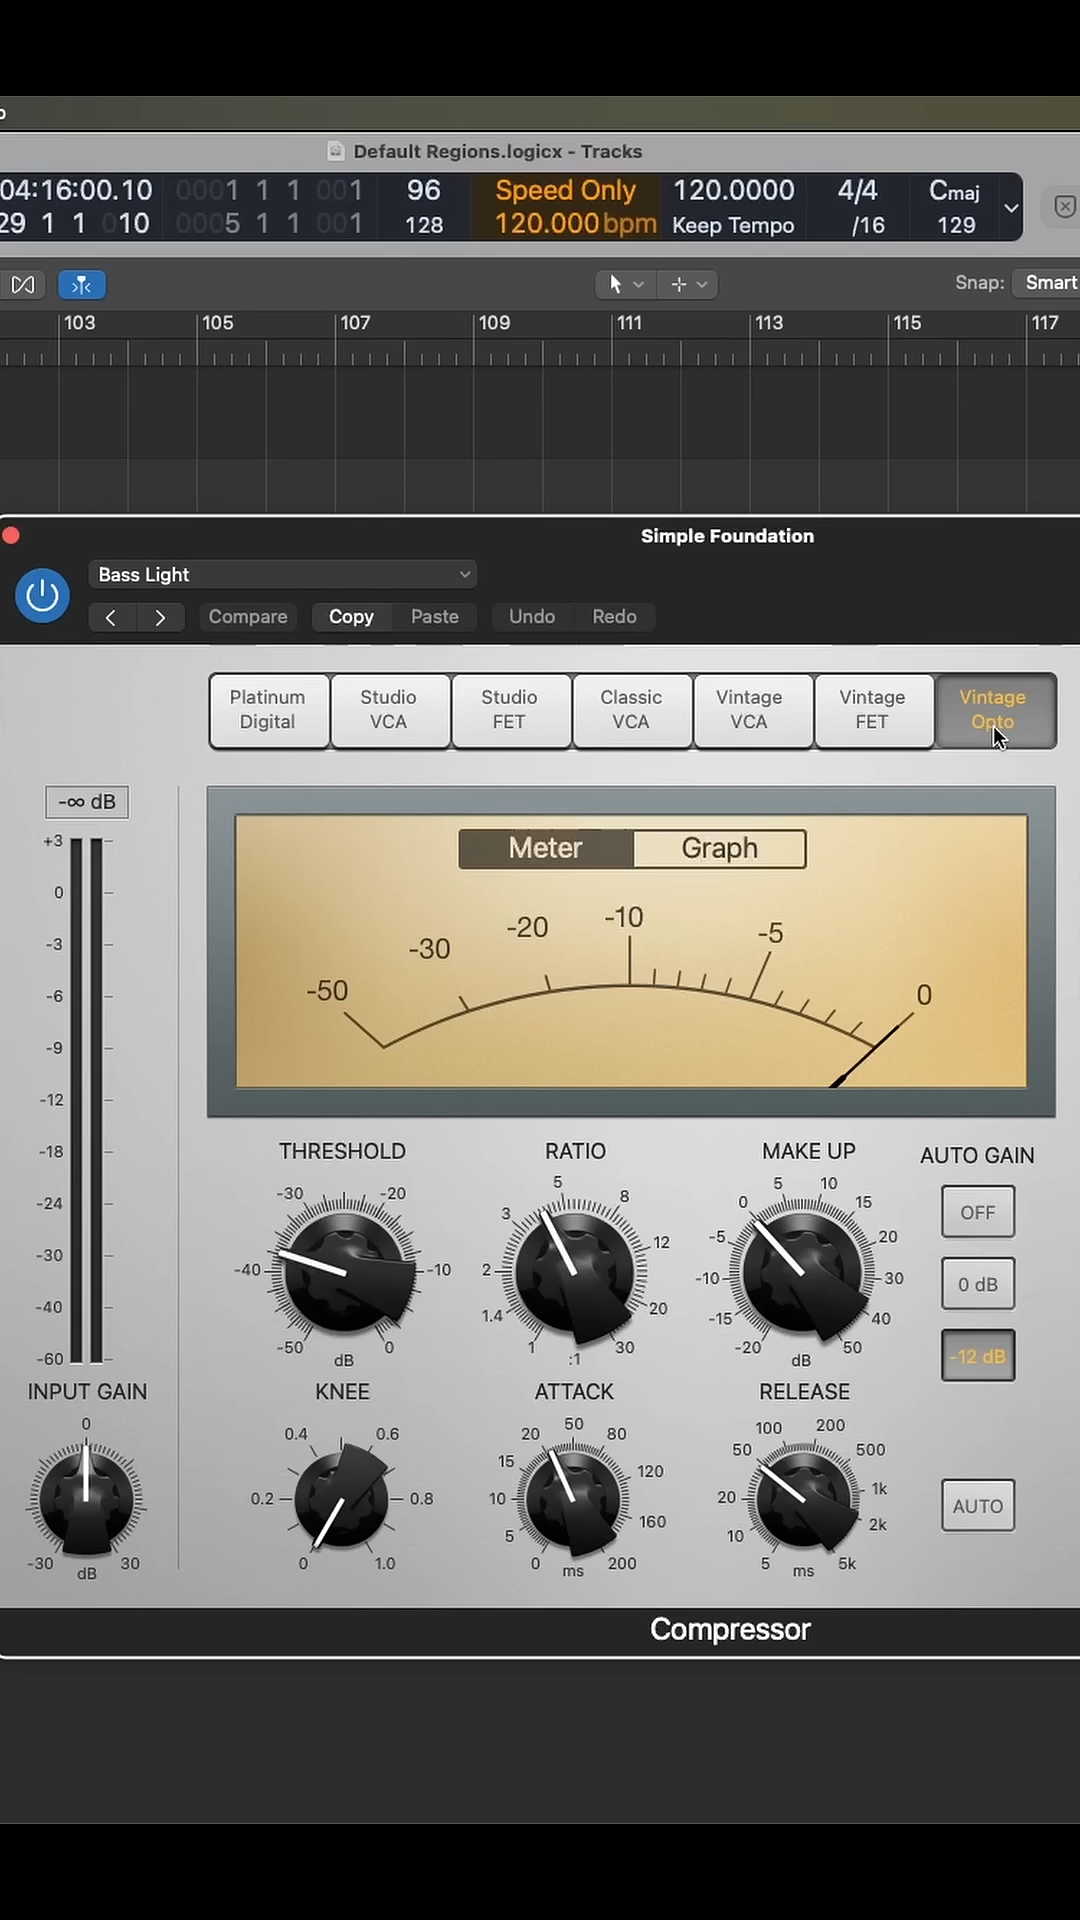 Default Regions.logicx - Tracks
04:16:00.10 0001 1 1 001 96 Speed Only 120.0000 4/4 Cmaj
29 1 1 010 0005 1 1 001 128 120.000 bpm Keep Tempo /16 129
Snap: Smart
103 105 107 109 111 113 115 117
Simple Foundation
Bass Light
Compare Copy Paste Undo Redo
Platinum Digital
Studio VCA
Studio FET
Classic VCA
Vintage VCA
Vintage FET
Vintage Opto
-∞ dB
+3
0
-3
-6
-9
-12
-18
-24
-30
-40
-60
Meter Graph
-50 -30 -20 -10 -5 0
THRESHOLD
-50 -40 -30 -20 -10 0
dB
RATIO
1 1.4 2 3 5 8 12 20 30
:1
MAKE UP
-20 -15 -10 -5 0 5 10 15 20 30 40 50
dB
AUTO GAIN
OFF
0 dB
-12 dB
INPUT GAIN
0
-30 30
dB
KNEE
0 0.2 0.4 0.6 0.8 1.0
ATTACK
0 5 10 15 20 50 80 120 160 200
ms
RELEASE
5 10 20 50 100 200 500 1k 2k 5k
ms
AUTO
Compressor